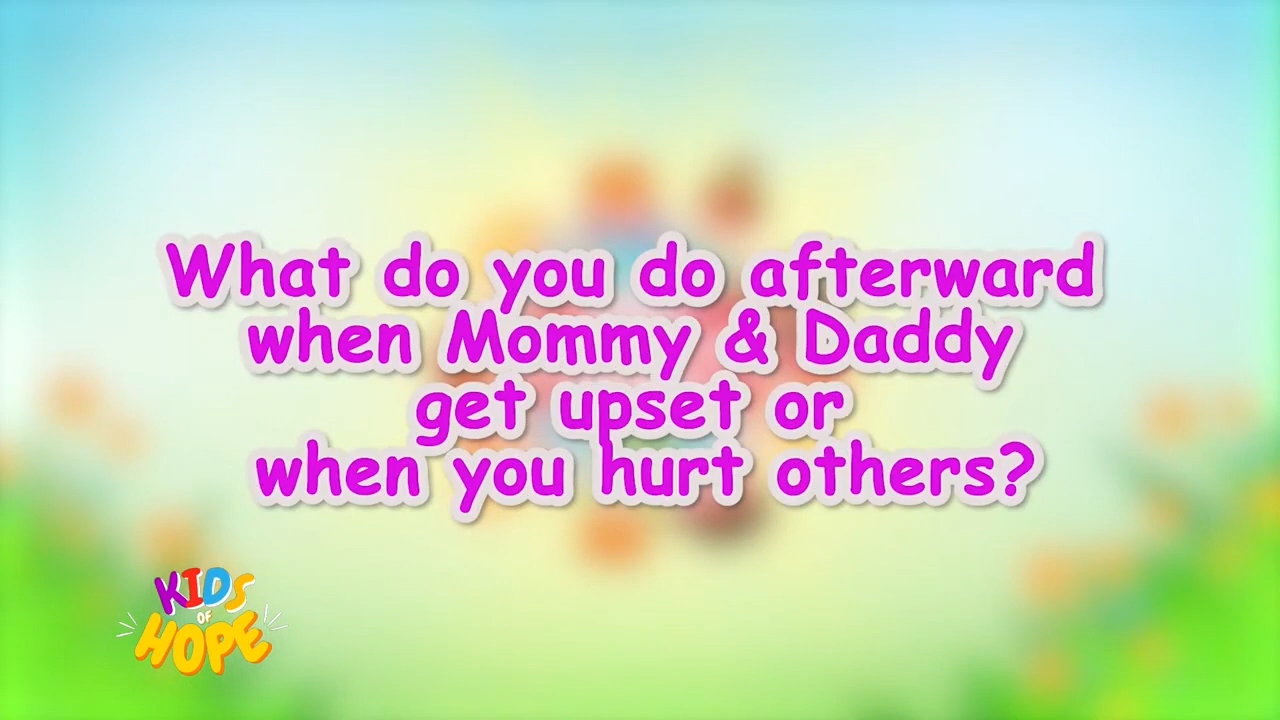 What do you do afterward
when Mommy & Daddy
get upset or
when you hurt others?
KIDS
OF
HOPE